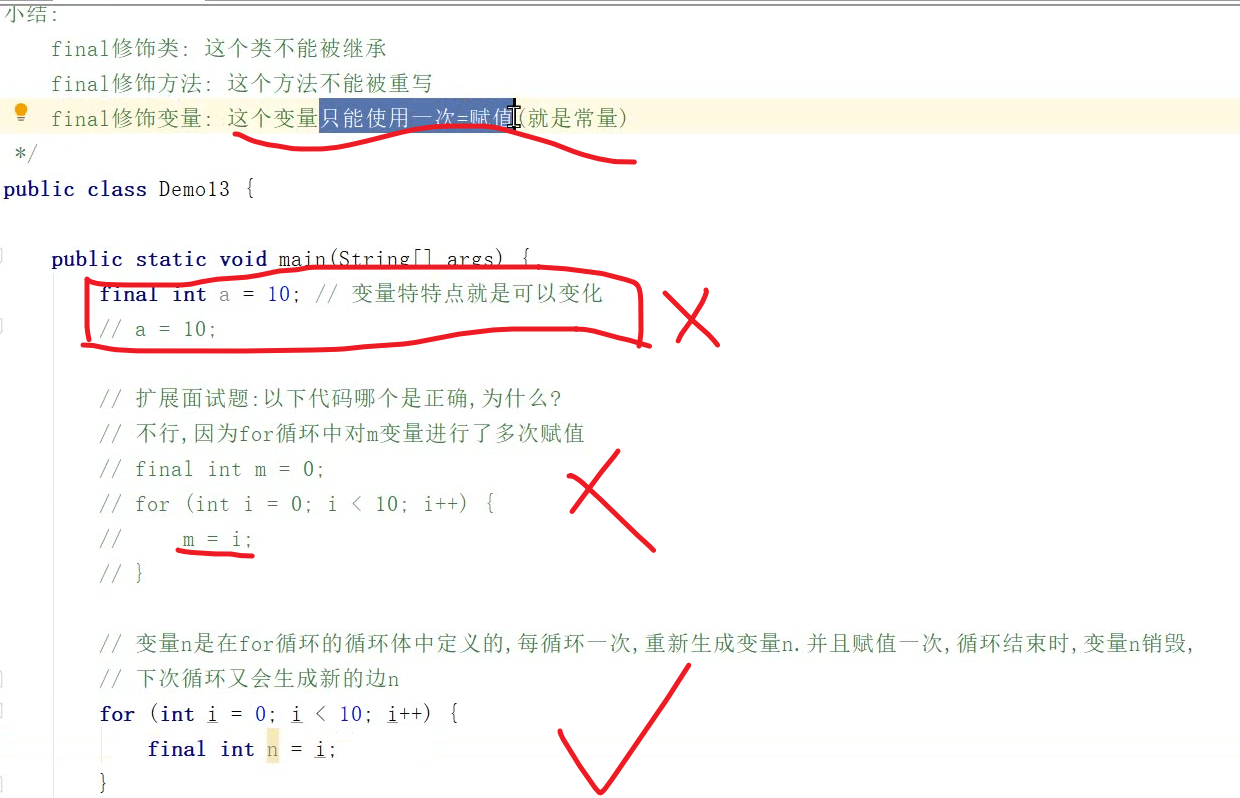 小结:
final修饰类: 这个类不能被继承
final修饰方法: 这个方法不能被重写
final修饰变量: 这个变量只能使用一次=赋值(就是常量)
*/
public class Demo13 {
public static void main(String[] args) {
final int a = 10; // 变量特特点就是可以变化
// a = 10;
// 扩展面试题:以下代码哪个是正确,为什么?
// 不行,因为for循环中对m变量进行了多次赋值
// final int m = 0;
// for (int i = 0; i < 10; i++) {
// m = i;
// }
// 变量n是在for循环的循环体中定义的,每循环一次,重新生成变量n.并且赋值一次,循环结束时,变量n销毁,
// 下次循环又会生成新的边n
for (int i = 0; i < 10; i++) {
final int n = i;
}